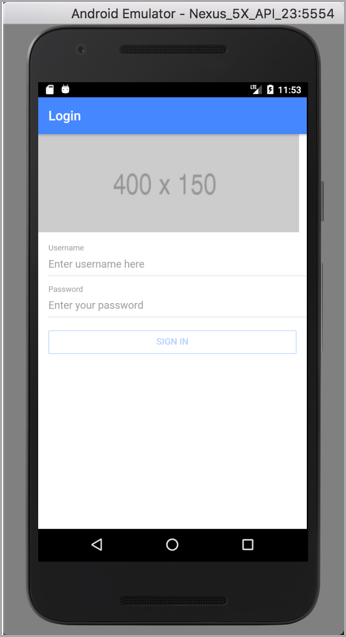 Android Emulator - Nexus_5X_API_23:5554
LTE 11:53
Login
400 x 150
Username
Enter username here
Password
Enter your password
SIGN IN